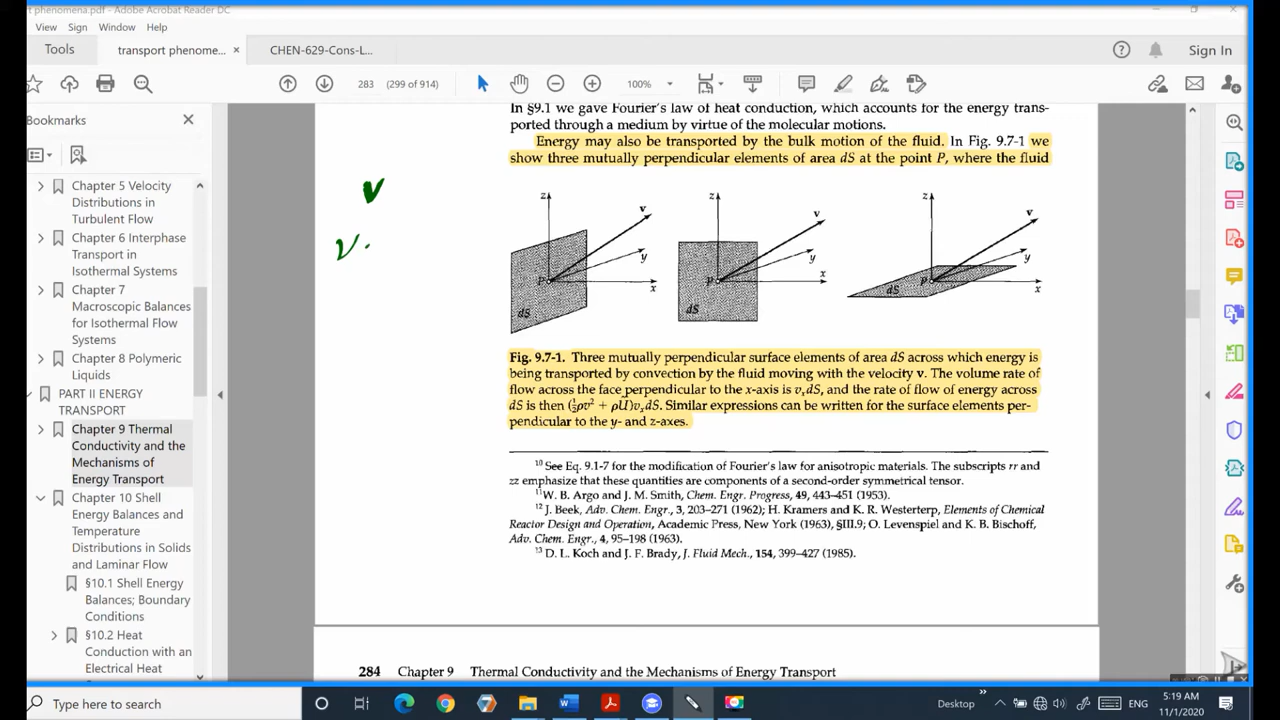 rt phenomena.pdf - Adobe Acrobat Reader DC
View Sign Window Help
Tools transport phenome... × CHEN-629-Cons-L... Sign In
283 (299 of 914) 100%
Bookmarks
Chapter 5 Velocity
Distributions in
Turbulent Flow
Chapter 6 Interphase
Transport in
Isothermal Systems
Chapter 7
Macroscopic Balances
for Isothermal Flow
Systems
Chapter 8 Polymeric
Liquids
PART II ENERGY
TRANSPORT
Chapter 9 Thermal
Conductivity and the
Mechanisms of
Energy Transport
Chapter 10 Shell
Energy Balances and
Temperature
Distributions in Solids
and Laminar Flow
§10.1 Shell Energy
Balances; Boundary
Conditions
§10.2 Heat
Conduction with an
Electrical Heat
In §9.1 we gave Fourier's law of heat conduction, which accounts for the energy trans-
ported through a medium by virtue of the molecular motions.
Energy may also be transported by the bulk motion of the fluid. In Fig. 9.7-1 we
show three mutually perpendicular elements of area dS at the point P, where the fluid
v
v.
z v y x P dS
z v y x P dS
z v y x P dS
Fig. 9.7-1. Three mutually perpendicular surface elements of area dS across which energy is
being transported by convection by the fluid moving with the velocity v. The volume rate of
flow across the face perpendicular to the x-axis is vₓdS, and the rate of flow of energy across
dS is then (½ρv² + ρÛ)vₓdS. Similar expressions can be written for the surface elements per-
pendicular to the y- and z-axes.
¹⁰ See Eq. 9.1-7 for the modification of Fourier's law for anisotropic materials. The subscripts rr and
zz emphasize that these quantities are components of a second-order symmetrical tensor.
¹¹ W. B. Argo and J. M. Smith, Chem. Engr. Progress, 49, 443–451 (1953).
¹² J. Beek, Adv. Chem. Engr., 3, 203–271 (1962); H. Kramers and K. R. Westerterp, Elements of Chemical
Reactor Design and Operation, Academic Press, New York (1963), §III.9; O. Levenspiel and K. B. Bischoff,
Adv. Chem. Engr., 4, 95–198 (1963).
¹³ D. L. Koch and J. F. Brady, J. Fluid Mech., 154, 399–427 (1985).
284 Chapter 9 Thermal Conductivity and the Mechanisms of Energy Transport
Type here to search
Desktop ENG
5:19 AM
11/1/2020